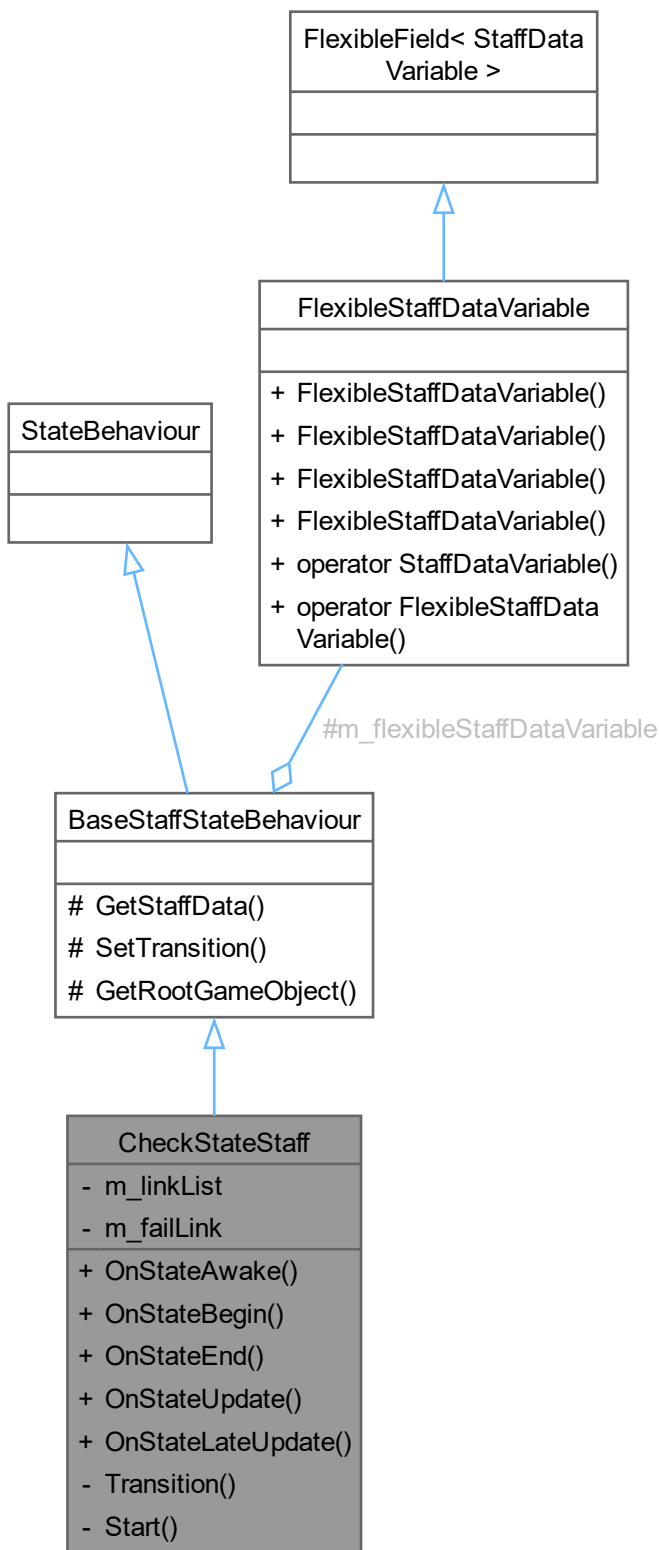 FlexibleField< StaffData
Variable >
FlexibleStaffDataVariable
+ FlexibleStaffDataVariable()
+ FlexibleStaffDataVariable()
+ FlexibleStaffDataVariable()
+ FlexibleStaffDataVariable()
+ operator StaffDataVariable()
+ operator FlexibleStaffData
Variable()
StateBehaviour
#m_flexibleStaffDataVariable
BaseStaffStateBehaviour
# GetStaffData()
# SetTransition()
# GetRootGameObject()
CheckStateStaff
- m_linkList
- m_failLink
+ OnStateAwake()
+ OnStateBegin()
+ OnStateEnd()
+ OnStateUpdate()
+ OnStateLateUpdate()
- Transition()
- Start()